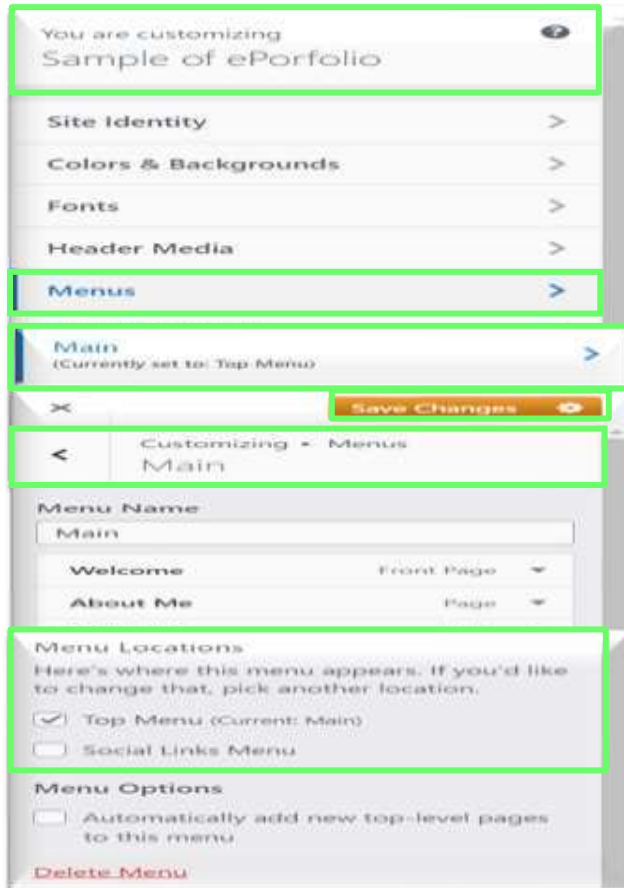 You are customizing
Sample of ePorfolio
Site Identity
Colors & Backgrounds
Fonts
Header Media
Menus
Main
(Currently set to: Top Menu)
Save Changes
Customizing • Menus
Main
Menu Name
Main
Welcome Front Page
About Me Page
Menu Locations
Here's where this menu appears. If you'd like
to change that, pick another location.
Top Menu (Current: Main)
Social Links Menu
Menu Options
Automatically add new top-level pages
to this menu
Delete Menu